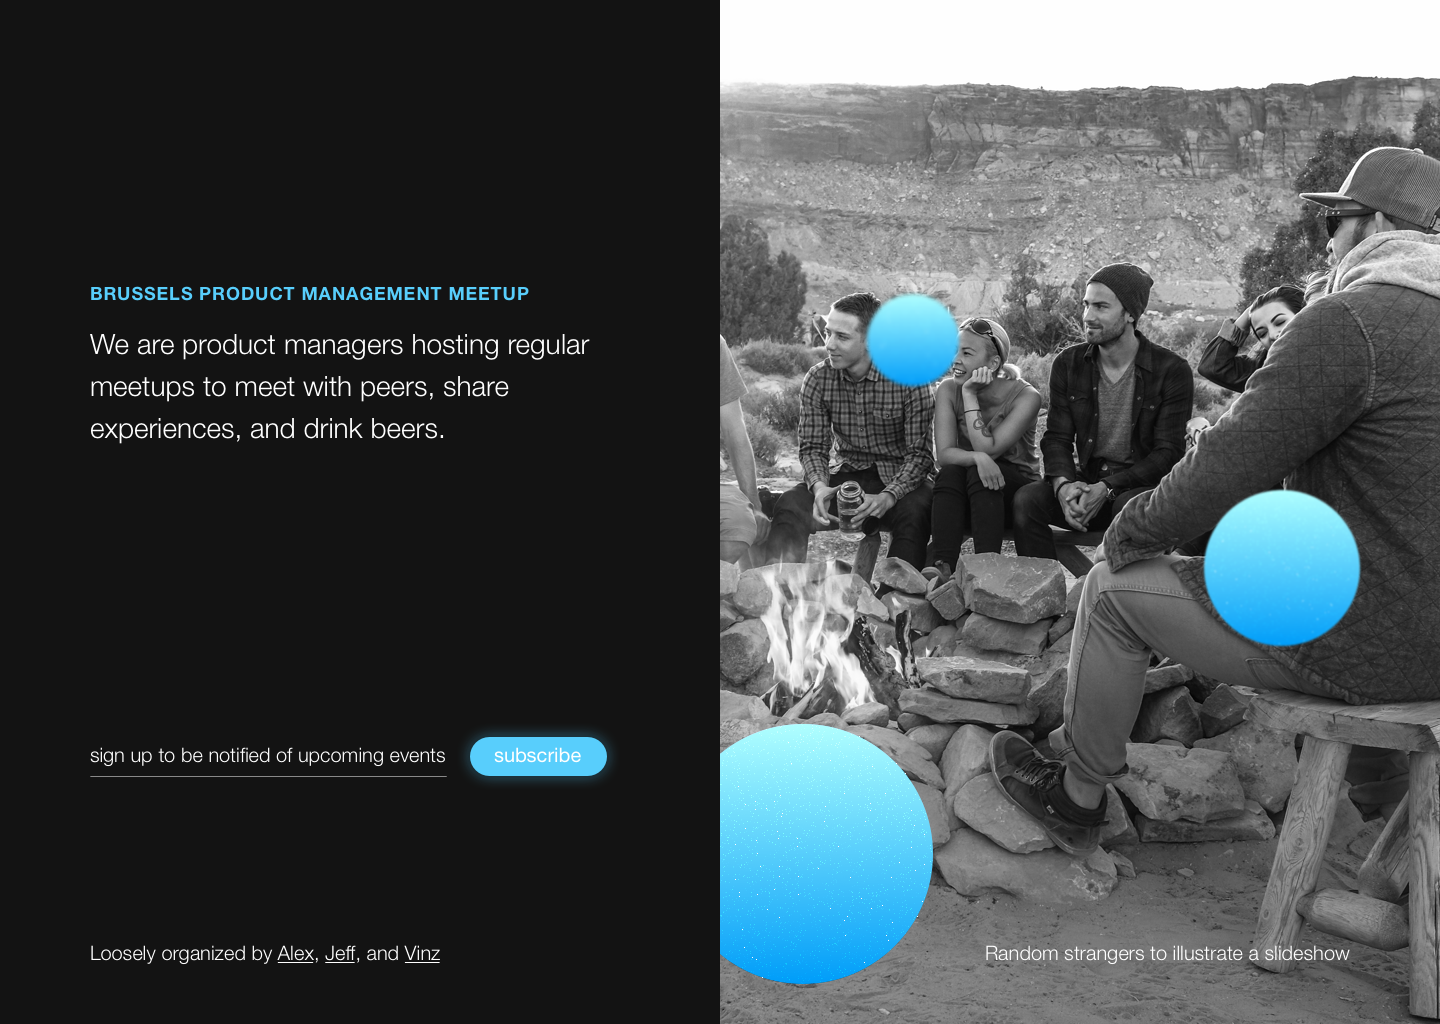 BRUSSELS PRODUCT MANAGEMENT MEETUP
We are product managers hosting regular
meetups to meet with peers, share
experiences, and drink beers.
sign up to be notified of upcoming events
subscribe
Loosely organized by Alex, Jeff, and Vinz
Random strangers to illustrate a slideshow